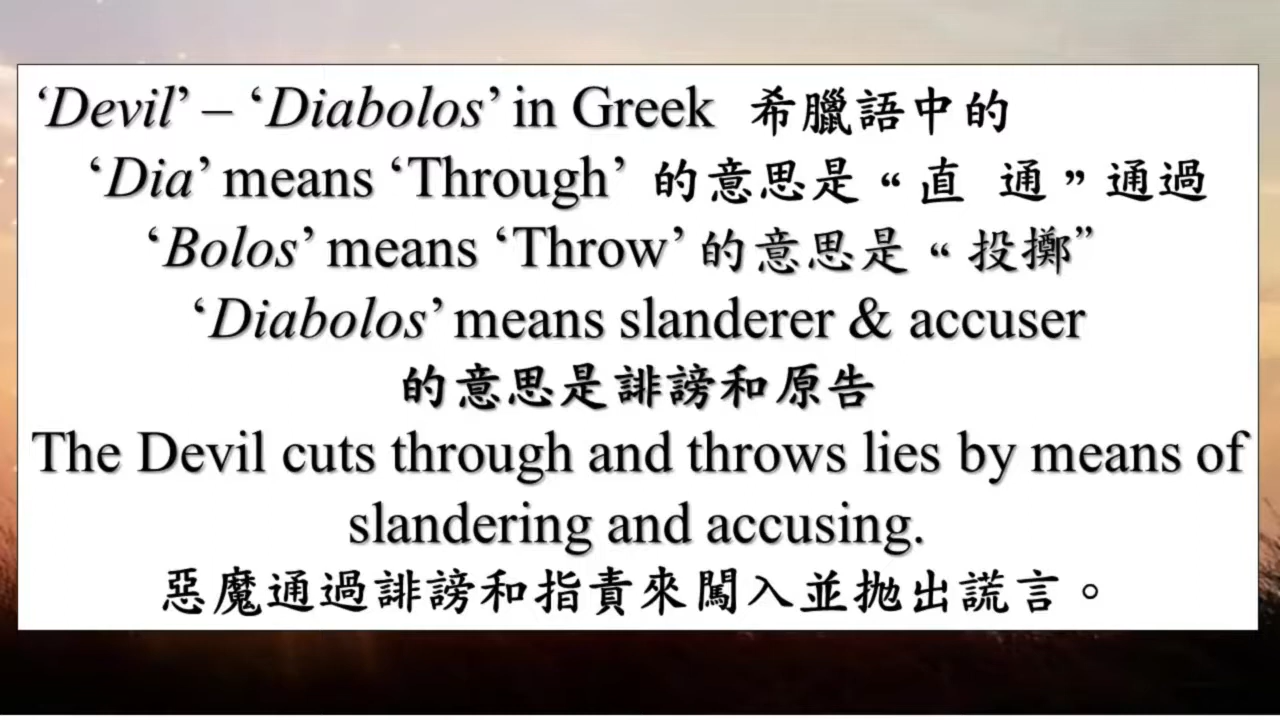 ‘Devil’ – ‘Diabolos’ in Greek 希臘語中的
‘Dia’ means ‘Through’ 的意思是“直 通”通過
‘Bolos’ means ‘Throw’ 的意思是“投擲”
‘Diabolos’ means slanderer & accuser
的意思是誹謗和原告
The Devil cuts through and throws lies by means of
slandering and accusing.
惡魔通過誹謗和指責來闖入並拋出謊言。